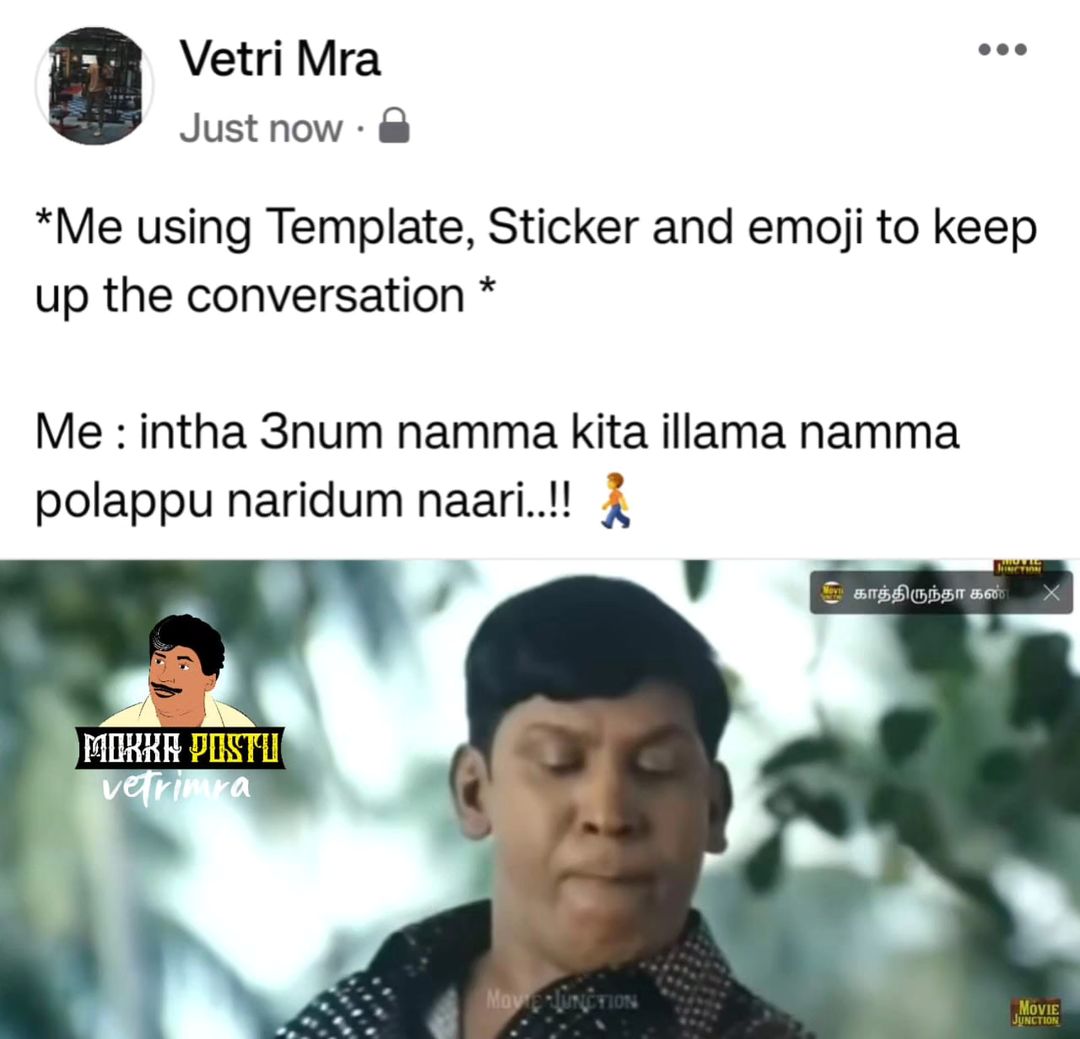 Vetri Mra
Just now ·
*Me using Template, Sticker and emoji to keep
up the conversation *
Me : intha 3num namma kita illama namma
polappu naridum naari..!!
MOVIE
JUNCTION
காத்திருந்தா கண்
MOKKA POSTU
vetrimra
MOVIE JUNCTION
MOVIE
JUNCTION